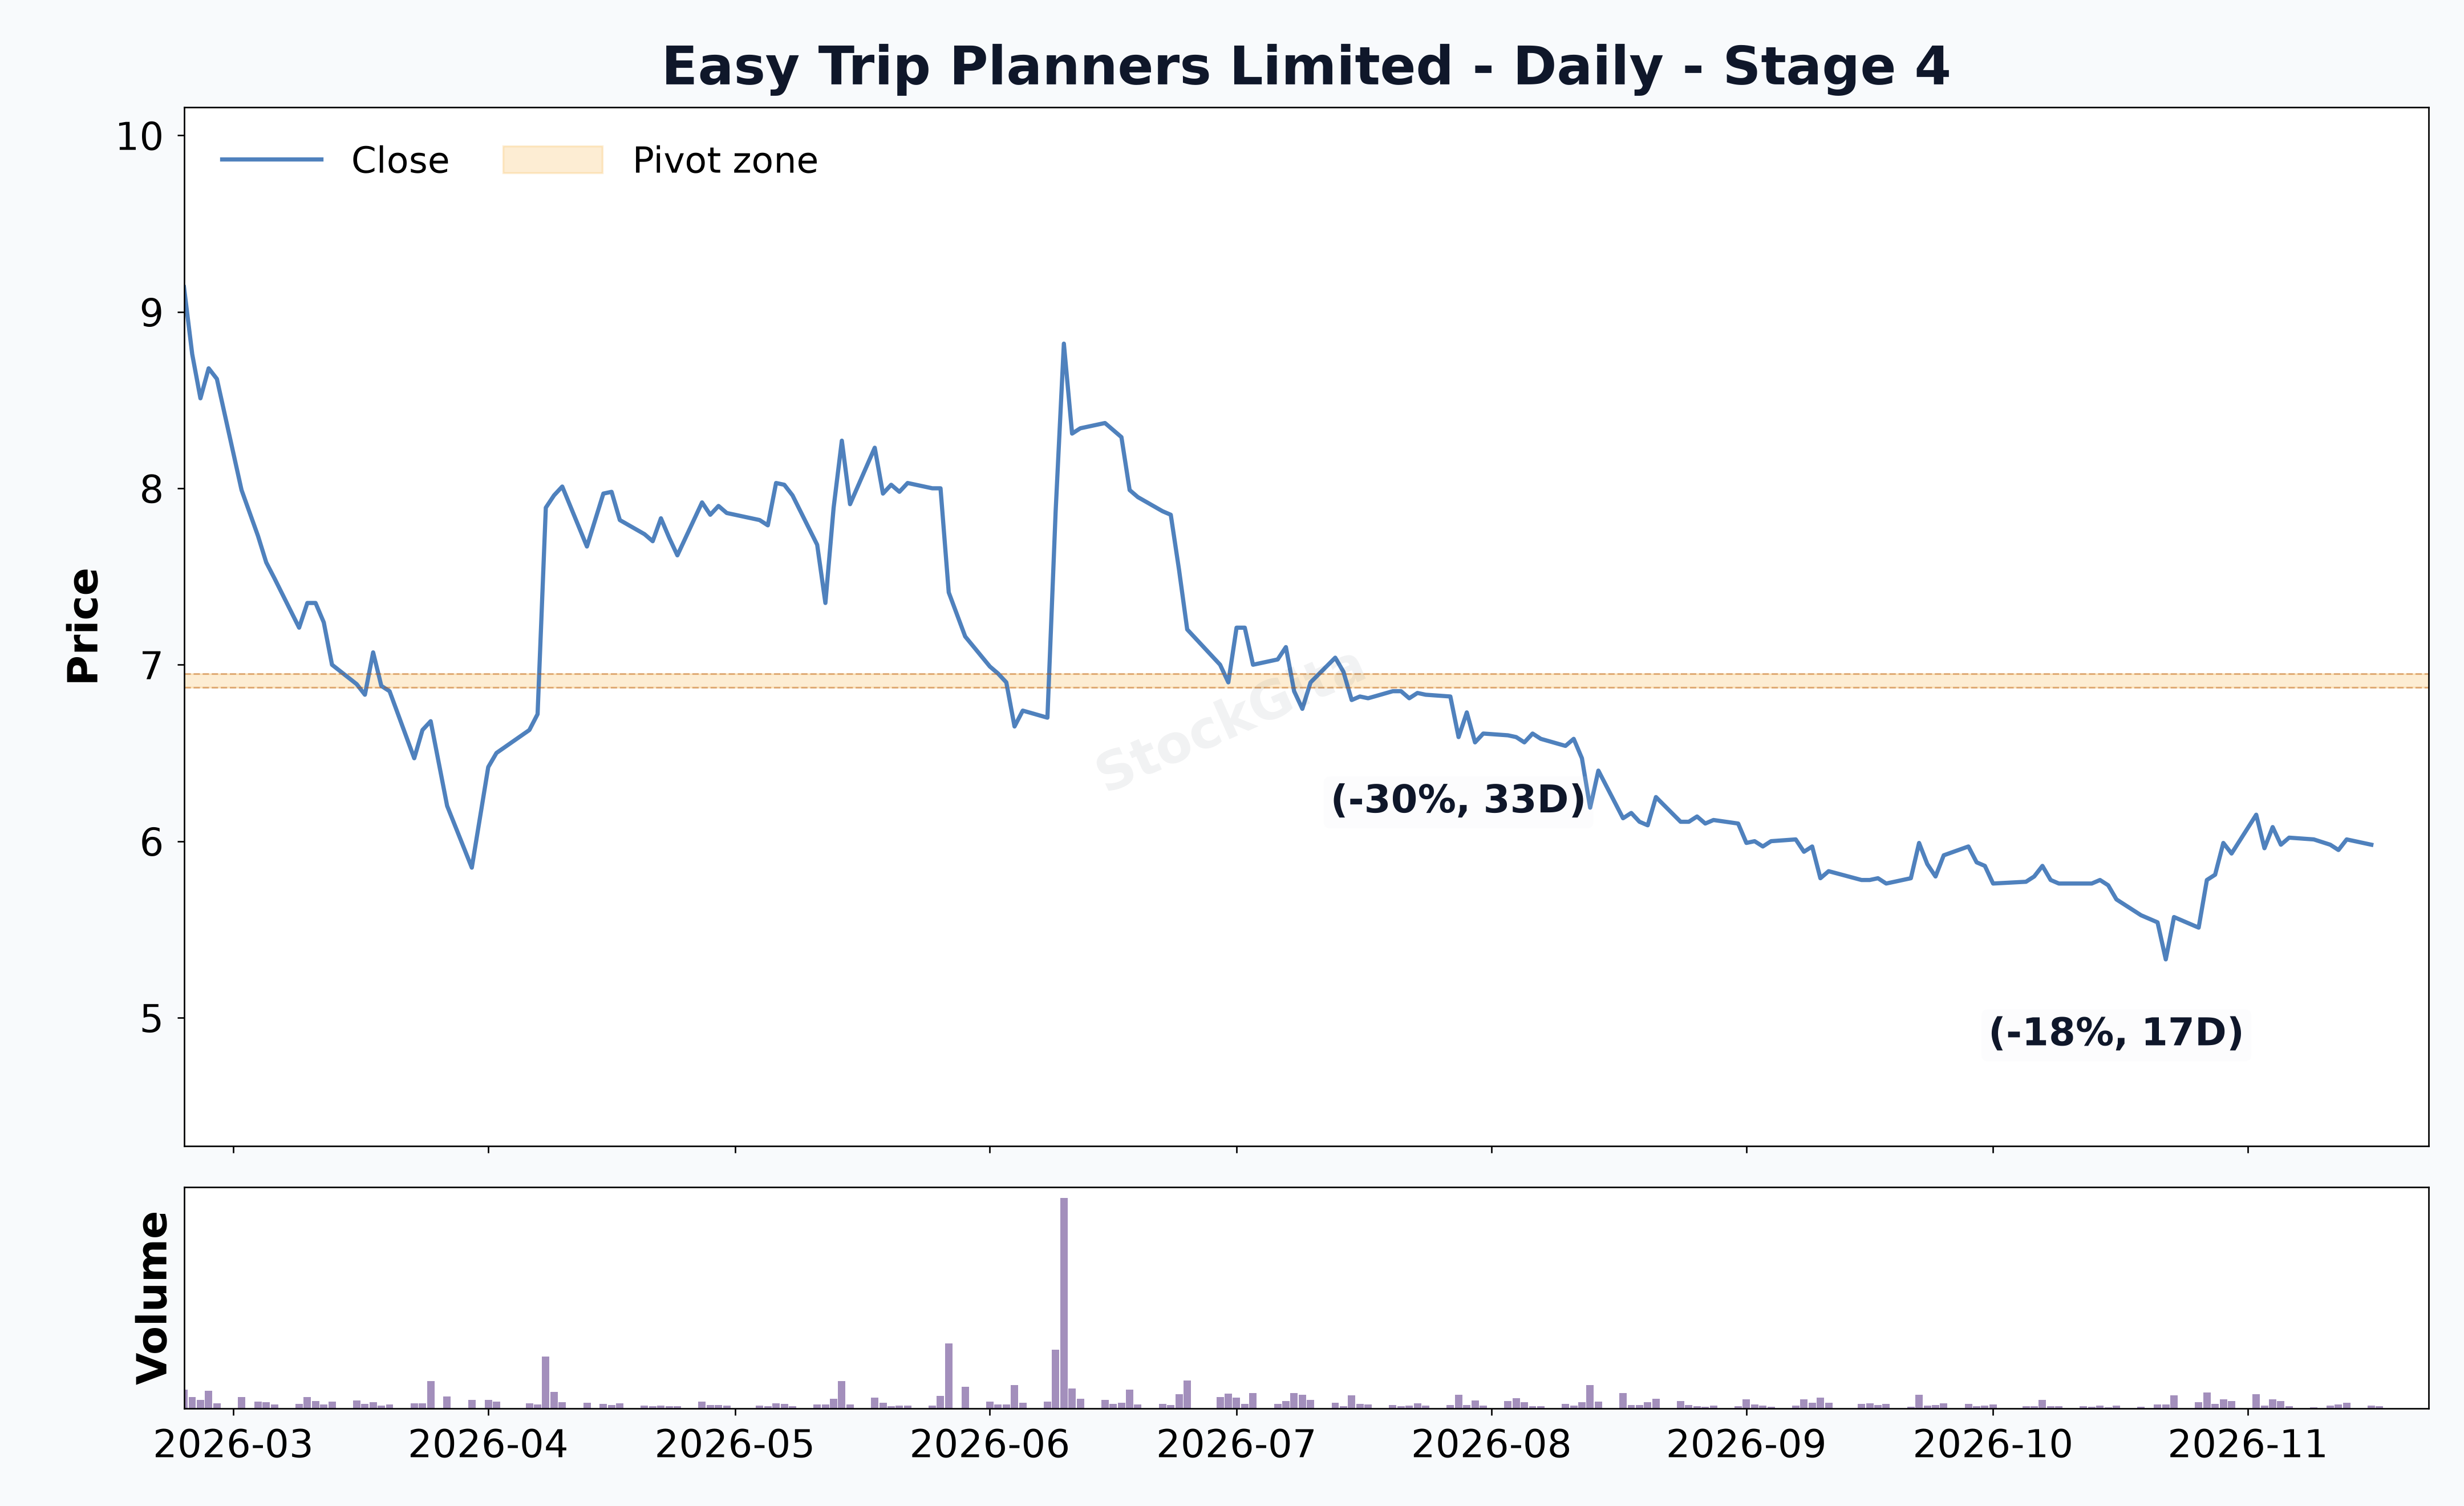 Easy Trip Planners Limited - Daily - Stage 4
Close
Pivot zone
Price
10
9
8
7
6
5
StockGita
(-30%, 33D)
(-18%, 17D)
Volume
2026-03
2026-04
2026-05
2026-06
2026-07
2026-08
2026-09
2026-10
2026-11